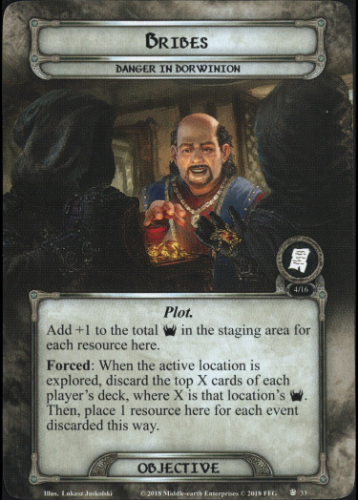 BRIBES
DANGER IN DORWINION
4/16
Plot.
Add +1 to the total in the staging area for
each resource here.
Forced: When the active location is
explored, discard the top X cards of each
player's deck, where X is that location's .
Then, place 1 resource here for each event
discarded this way.
OBJECTIVE
Illus. Lukasz Jaskolski © 2018 Middle-earth Enterprises © 2018 FFG 33